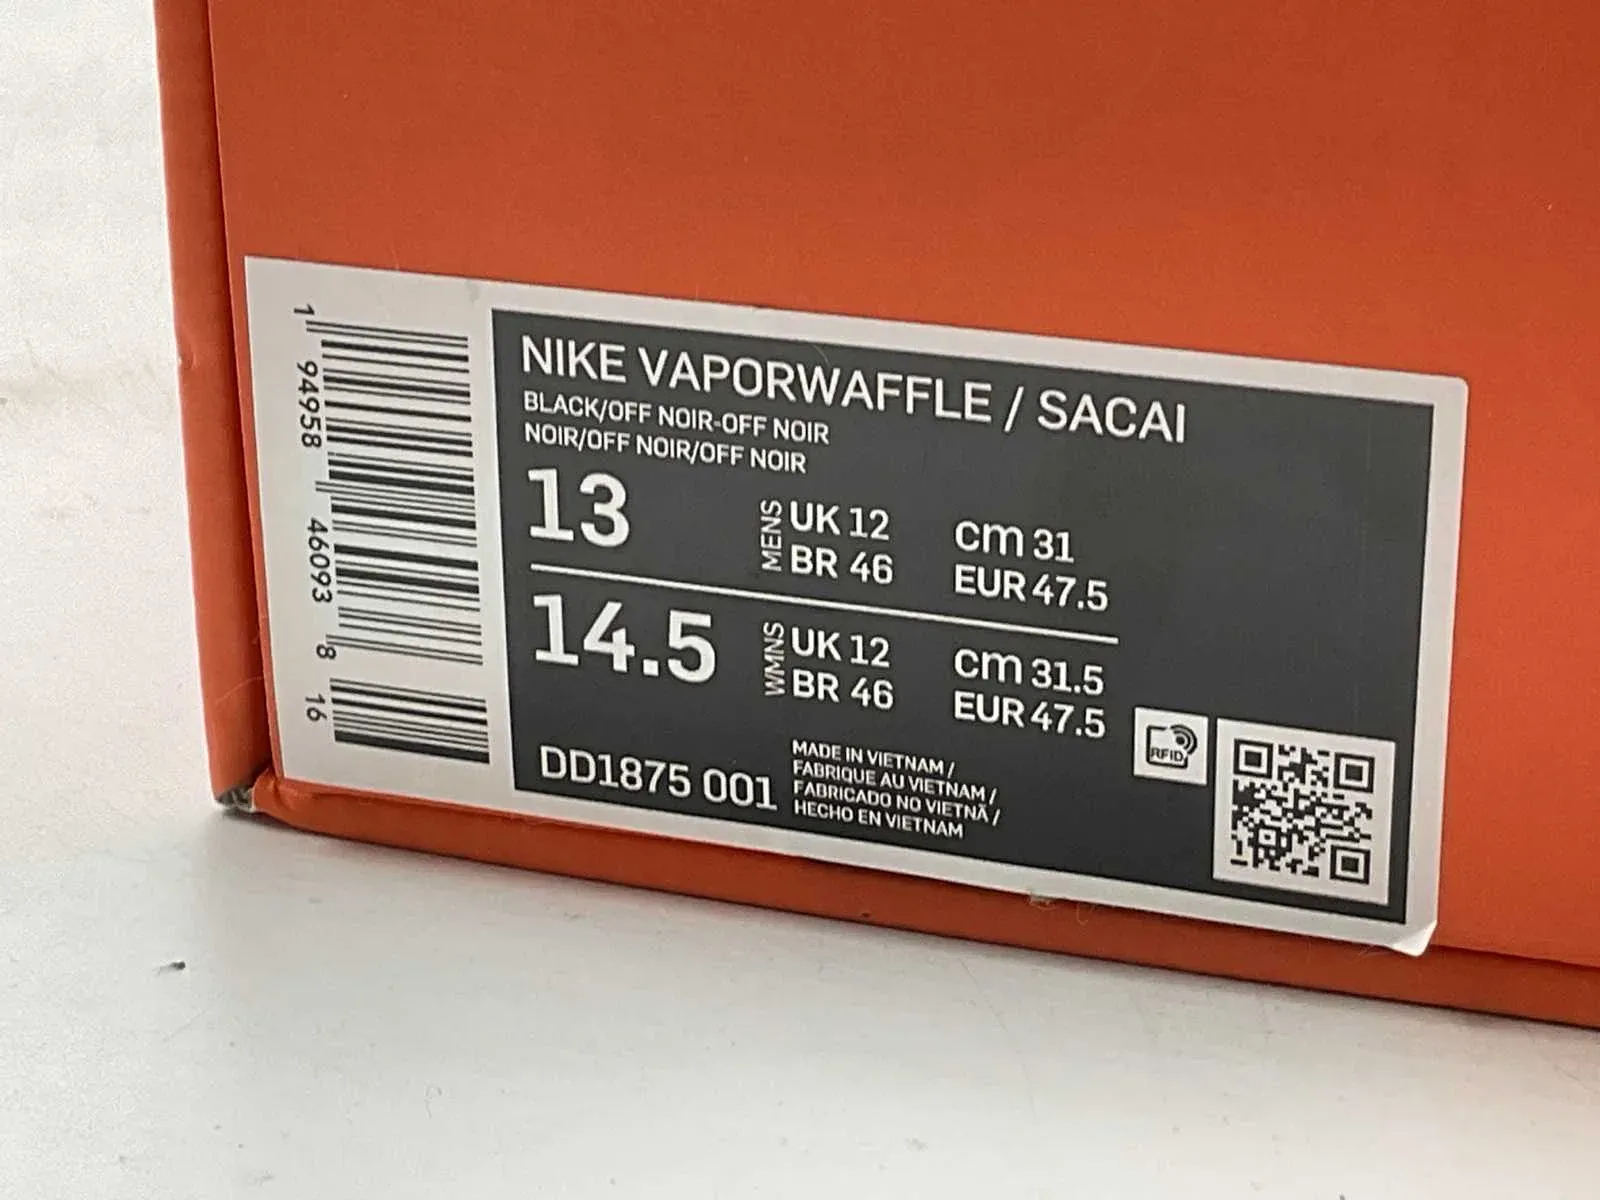 1 94958 46093 8 16
NIKE VAPORWAFFLE / SACAI
BLACK/OFF NOIR-OFF NOIR
NOIR/OFF NOIR/OFF NOIR
13
MENS
UK 12
BR 46
cm 31
EUR 47.5
14.5
WMNS
UK 12
BR 46
cm 31.5
EUR 47.5
DD1875 001
MADE IN VIETNAM /
FABRIQUE AU VIETNAM /
FABRICADO NO VIETNÃ /
HECHO EN VIETNAM
RFID